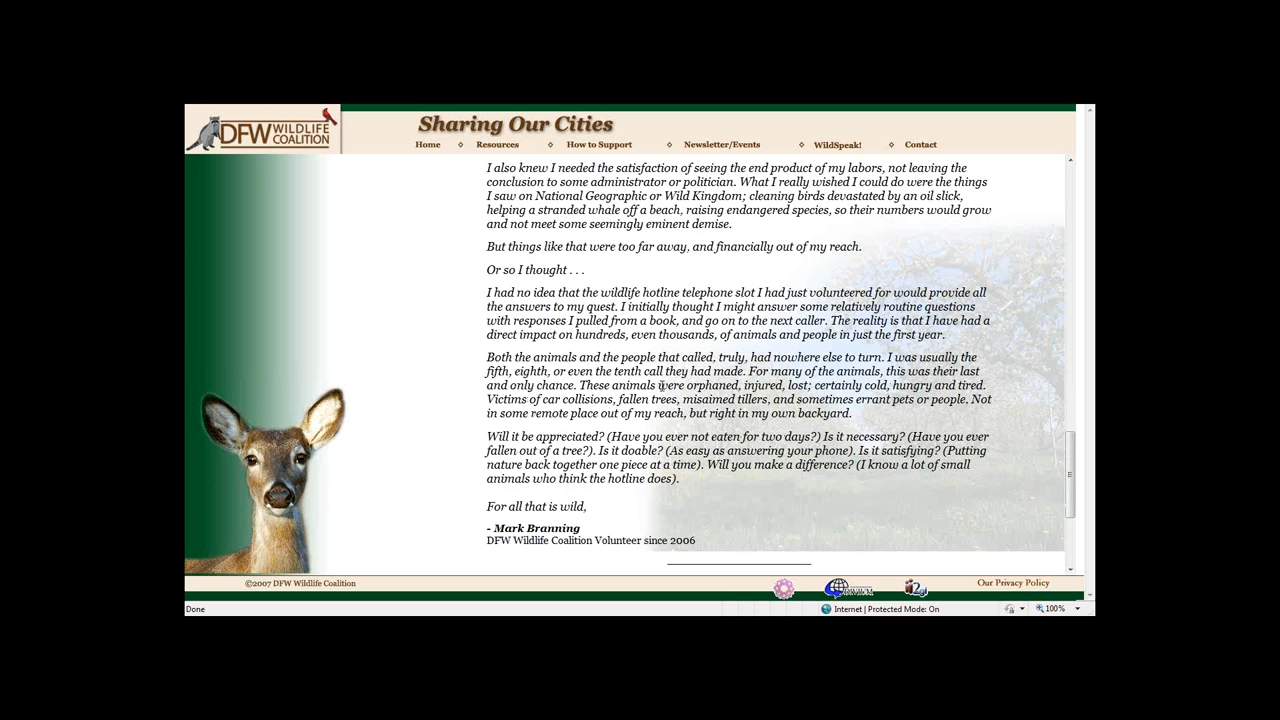 DFW WILDLIFE COALITION
Sharing Our Cities
Home ◇ Resources ◇ How to Support ◇ Newsletter/Events ◇ WildSpeak! ◇ Contact
I also knew I needed the satisfaction of seeing the end product of my labors, not leaving the
conclusion to some administrator or politician. What I really wished I could do were the things
I saw on National Geographic or Wild Kingdom; cleaning birds devastated by an oil slick,
helping a stranded whale off a beach, raising endangered species, so their numbers would grow
and not meet some seemingly eminent demise.
But things like that were too far away, and financially out of my reach.
Or so I thought . . .
I had no idea that the wildlife hotline telephone slot I had just volunteered for would provide all
the answers to my quest. I initially thought I might answer some relatively routine questions
with responses I pulled from a book, and go on to the next caller. The reality is that I have had a
direct impact on hundreds, even thousands, of animals and people in just the first year.
Both the animals and the people that called, truly, had nowhere else to turn. I was usually the
fifth, eighth, or even the tenth call they had made. For many of the animals, this was their last
and only chance. These animals were orphaned, injured, lost; certainly cold, hungry and tired.
Victims of car collisions, fallen trees, misaimed tillers, and sometimes errant pets or people. Not
in some remote place out of my reach, but right in my own backyard.
Will it be appreciated? (Have you ever not eaten for two days?) Is it necessary? (Have you ever
fallen out of a tree?). Is it doable? (As easy as answering your phone). Is it satisfying? (Putting
nature back together one piece at a time). Will you make a difference? (I know a lot of small
animals who think the hotline does).
For all that is wild,
- Mark Branning
DFW Wildlife Coalition Volunteer since 2006
©2007 DFW Wildlife Coalition
Our Privacy Policy
Done
Internet | Protected Mode: On
100%